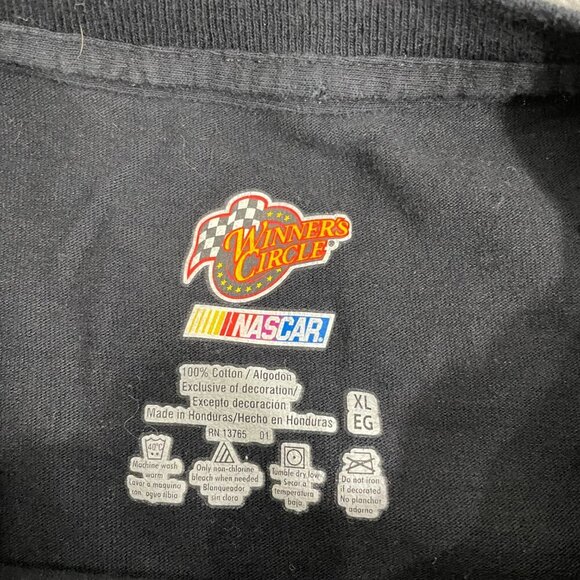 WINNER'S
CIRCLE®
NASCAR.
100% Cotton / Algodon
Exclusive of decoration/
Excepto decoración
Made in Honduras/Hecho en Honduras
RN 13765 01
XL
EG
40°C
Machine wash
warm
Lavar a maquina
con. agua tibia
Only non-chlorine
bleach when needed
Blanqueador
sin cloro
Tumble dry low
Secar a
temperatura
baja.
Do not iron
if decorated
No planchar
adorno